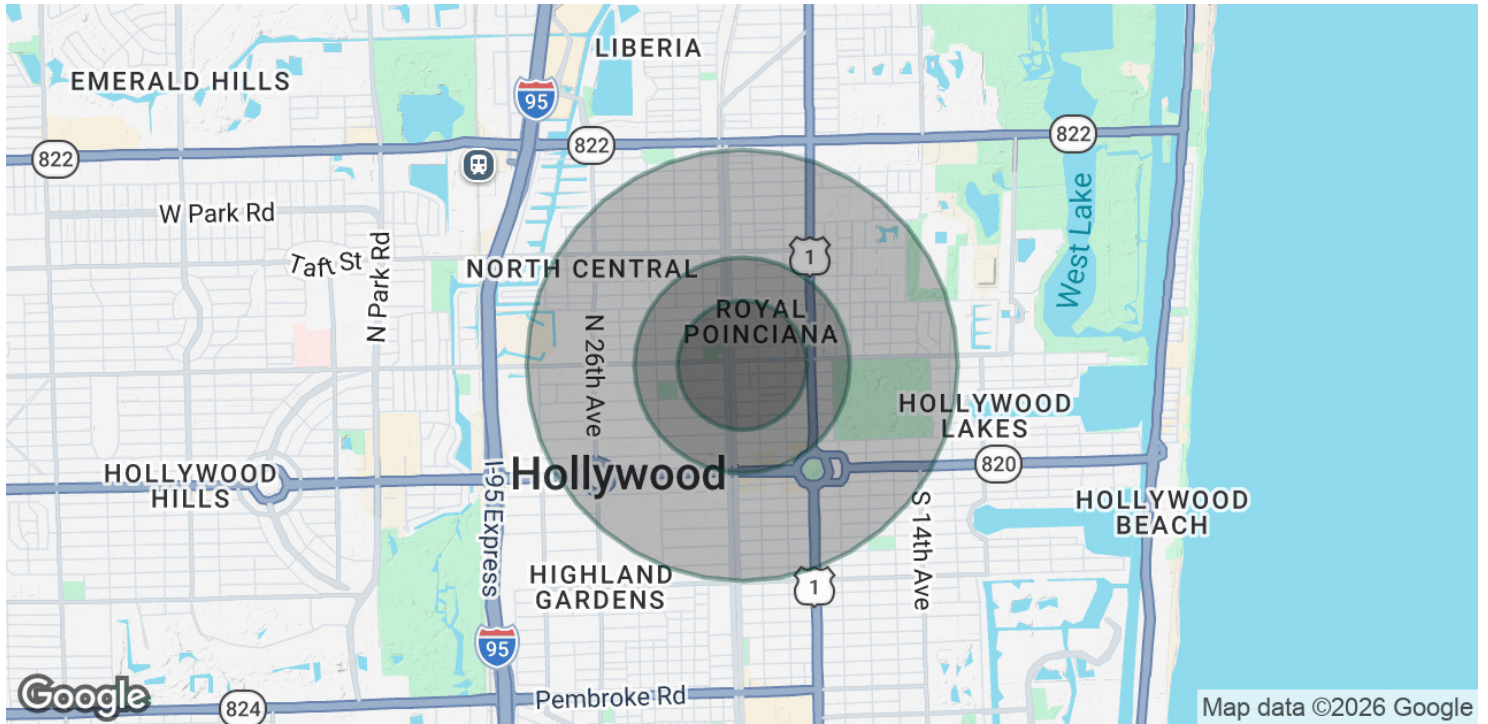 LIBERIA
EMERALD HILLS
95
822
822
822
W Park Rd
Taft St
N Park Rd
West Lake
1
NORTH CENTRAL
ROYAL
POINCIANA
N 26th Ave
HOLLYWOOD
LAKES
Hollywood
820
HOLLYWOOD
HILLS
I-95 Express
HOLLYWOOD
BEACH
S 14th Ave
HIGHLAND
GARDENS
1
95
Pembroke Rd
824
Google
Map data ©2026 Google